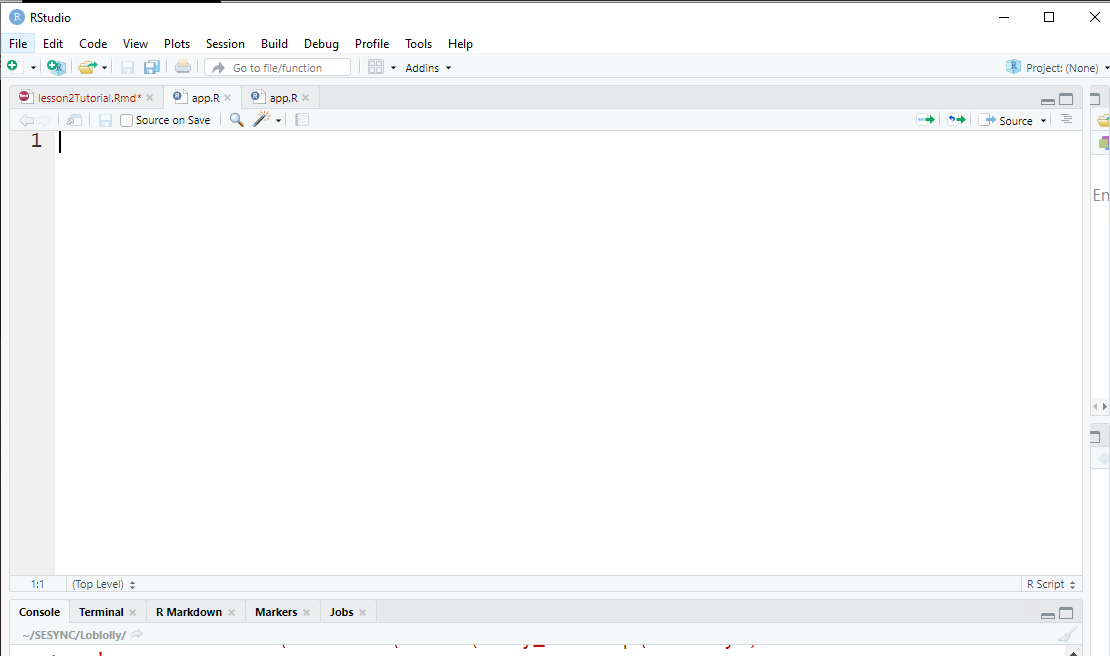 RStudio
File Edit Code View Plots Session Build Debug Profile Tools Help
Go to file/function Addins Project: (None)
lesson2Tutorial.Rmd* app.R app.R
Source on Save Source
1
En
1:1 (Top Level) R Script
Console Terminal R Markdown Markers Jobs
~/SESYNC/Loblolly/